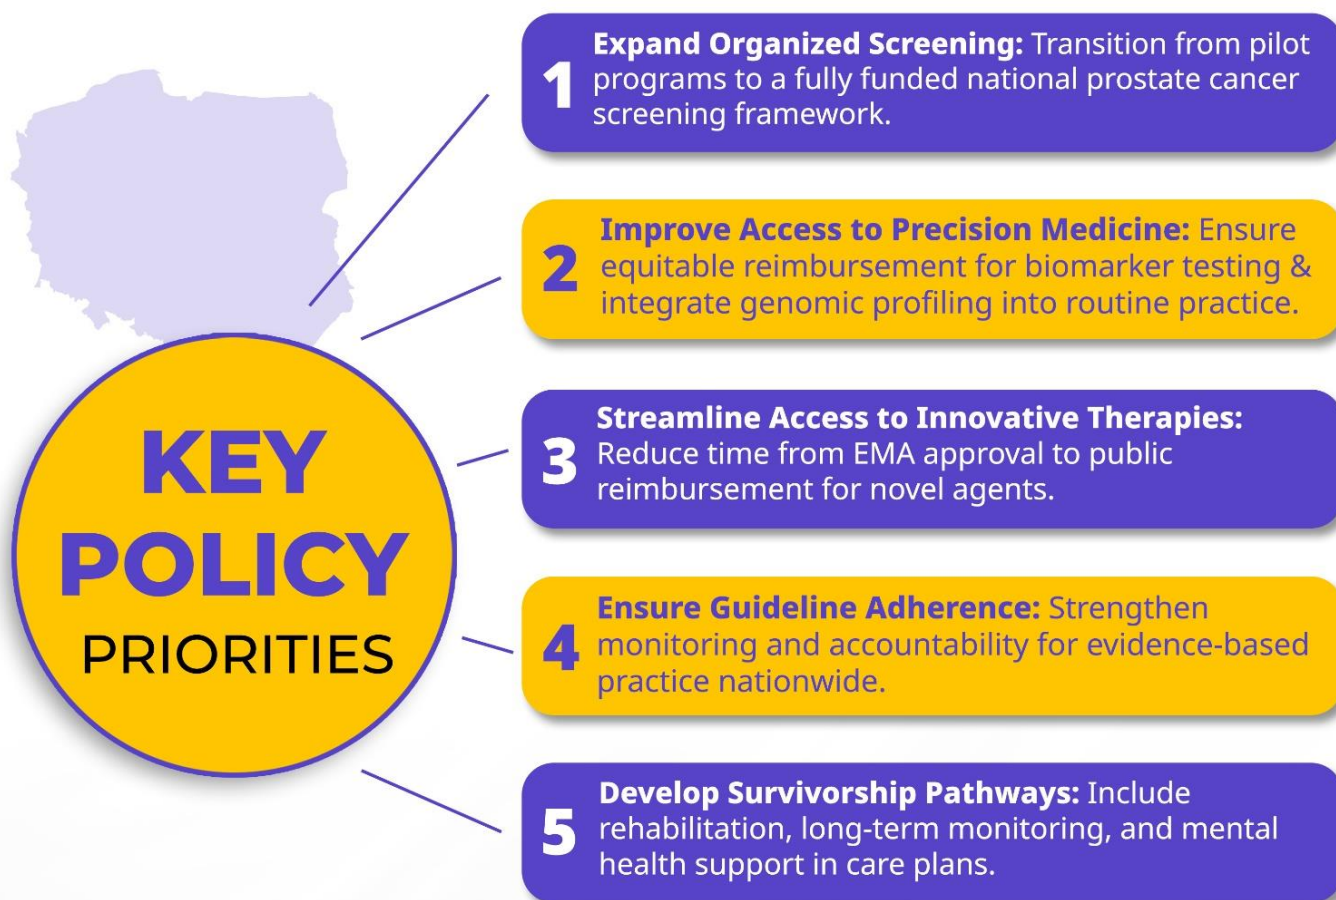 KEY
POLICY
PRIORITIES
1
Expand Organized Screening: Transition from pilot
programs to a fully funded national prostate cancer
screening framework.
2
Improve Access to Precision Medicine: Ensure
equitable reimbursement for biomarker testing &
integrate genomic profiling into routine practice.
3
Streamline Access to Innovative Therapies:
Reduce time from EMA approval to public
reimbursement for novel agents.
4
Ensure Guideline Adherence: Strengthen
monitoring and accountability for evidence-based
practice nationwide.
5
Develop Survivorship Pathways: Include
rehabilitation, long-term monitoring, and mental
health support in care plans.